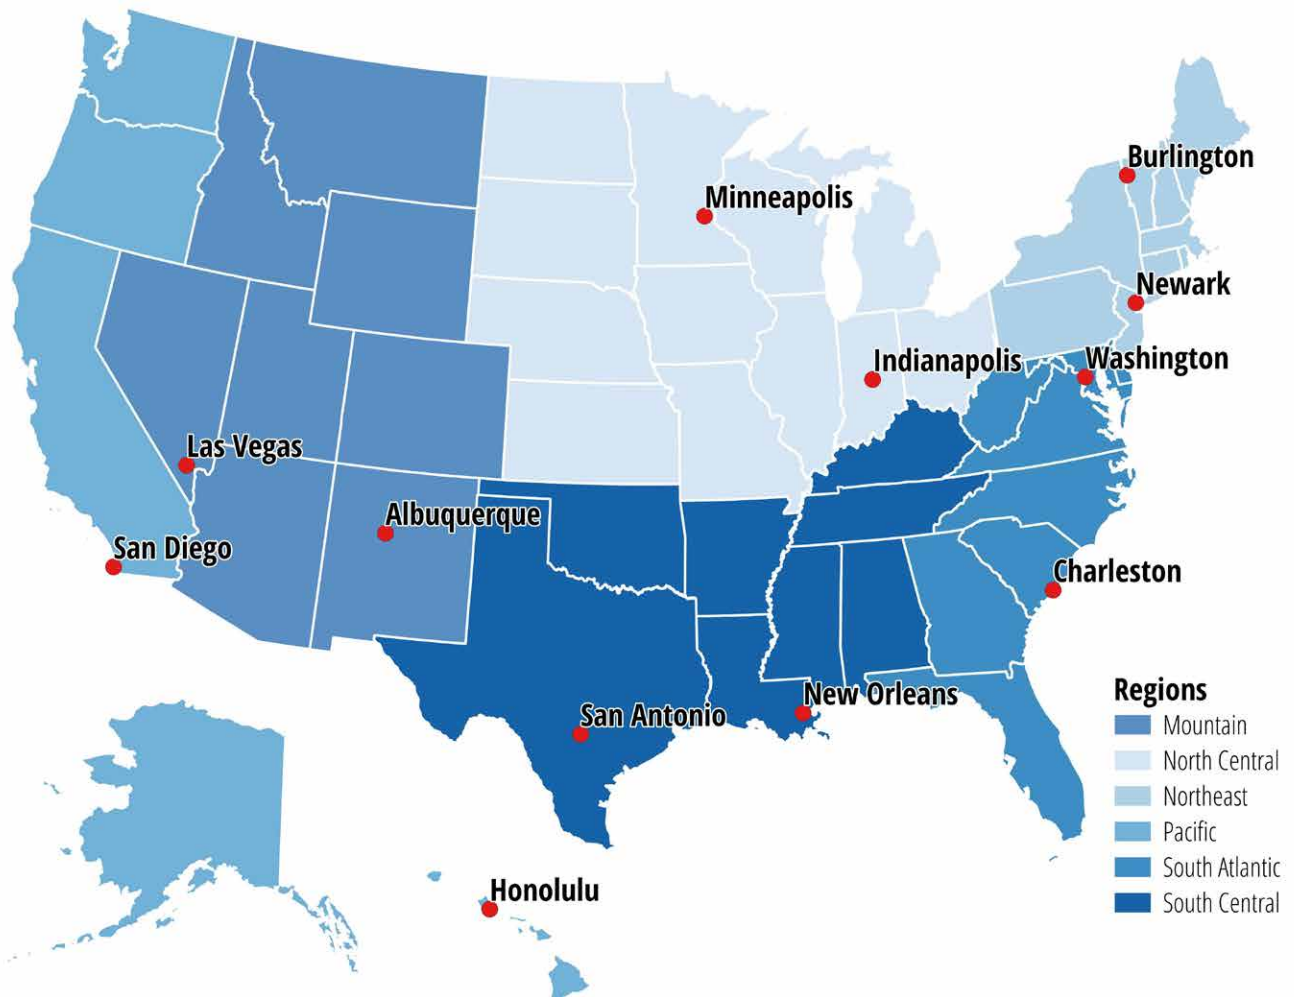 Burlington
Minneapolis
Newark
Indianapolis
Washington
Las Vegas
Albuquerque
San Diego
Charleston
New Orleans
San Antonio
Honolulu
Regions
Mountain
North Central
Northeast
Pacific
South Atlantic
South Central